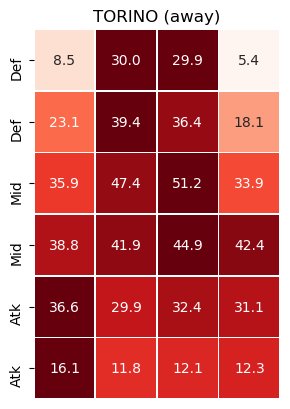 TORINO (away)
Def 8.5 30.0 29.9 5.4
Def 23.1 39.4 36.4 18.1
Mid 35.9 47.4 51.2 33.9
Mid 38.8 41.9 44.9 42.4
Atk 36.6 29.9 32.4 31.1
Atk 16.1 11.8 12.1 12.3